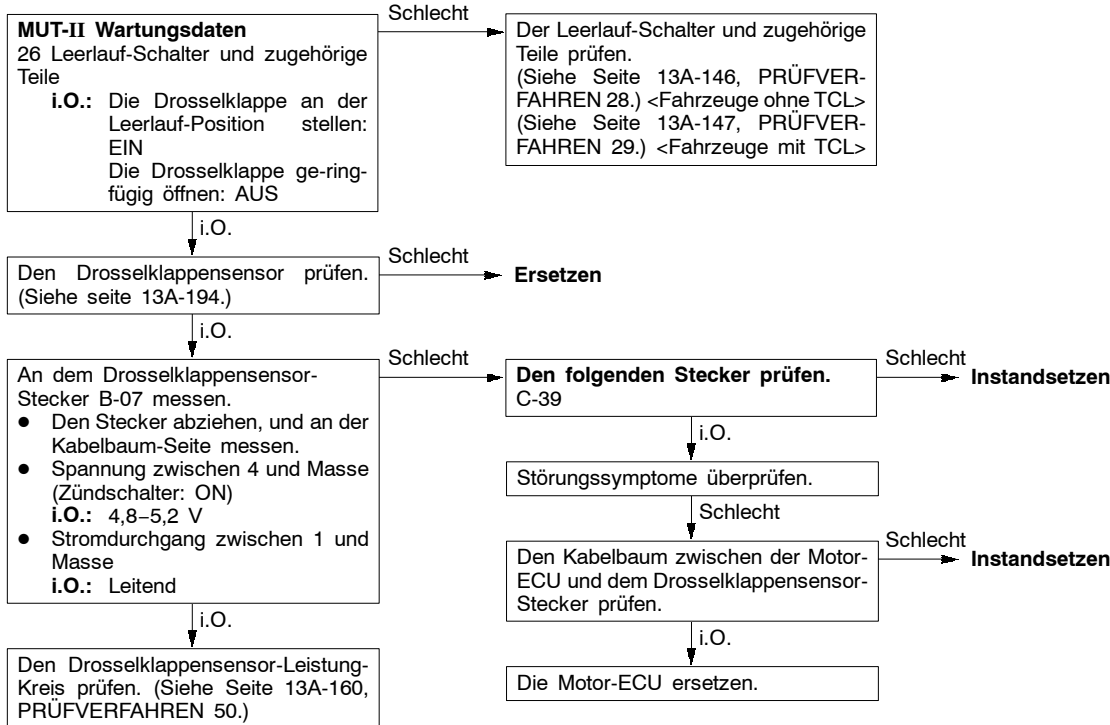 MUT-II Wartungsdaten
26 Leerlauf-Schalter und zugehörige
Teile
i.O.: Die Drosselklappe an der
Leerlauf-Position stellen:
EIN
Die Drosselklappe ge-ring-
fügig öffnen: AUS
Schlecht
Der Leerlauf-Schalter und zugehörige
Teile prüfen.
(Siehe Seite 13A-146, PRÜFVER-
FAHREN 28.) <Fahrzeuge ohne TCL>
(Siehe Seite 13A-147, PRÜFVER-
FAHREN 29.) <Fahrzeuge mit TCL>
i.O.
Den Drosselklappensensor prüfen.
(Siehe seite 13A-194.)
Schlecht
Ersetzen
i.O.
An dem Drosselklappensensor-
Stecker B-07 messen.
● Den Stecker abziehen, und an der
Kabelbaum-Seite messen.
● Spannung zwischen 4 und Masse
(Zündschalter: ON)
i.O.: 4,8–5,2 V
● Stromdurchgang zwischen 1 und
Masse
i.O.: Leitend
Schlecht
Den folgenden Stecker prüfen.
C-39
Schlecht
Instandsetzen
i.O.
Störungssymptome überprüfen.
Schlecht
Den Kabelbaum zwischen der Motor-
ECU und dem Drosselklappensensor-
Stecker prüfen.
Schlecht
Instandsetzen
i.O.
Die Motor-ECU ersetzen.
i.O.
Den Drosselklappensensor-Leistung-
Kreis prüfen. (Siehe Seite 13A-160,
PRÜFVERFAHREN 50.)